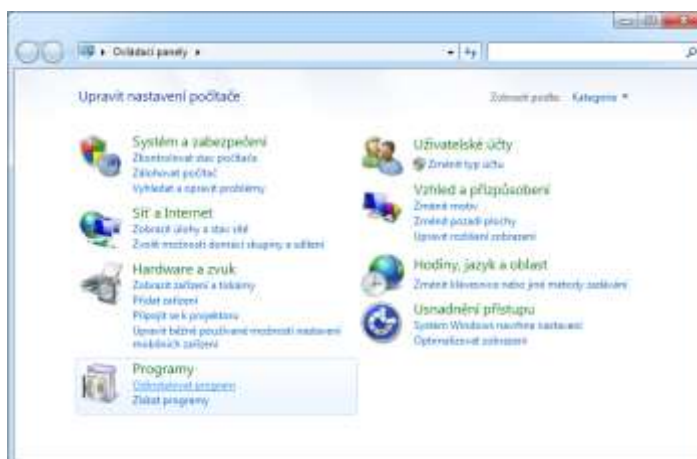 Ovládací panely
Upravit nastavení počítače
Zobrazit podle: Kategorie
Systém a zabezpečení
Zkontrolovat stav počítače
Zálohovat počítač
Vyhledat a opravit problémy
Síť a Internet
Zobrazit úlohy a stav sítě
Zvolit možnosti domácí skupiny a sdílení
Hardware a zvuk
Zobrazit zařízení a tiskárny
Přidat zařízení
Připojit se k projektoru
Upravit běžně používané možnosti nastavení
mobilních zařízení
Programy
Odinstalovat program
Získat programy
Uživatelské účty
Změnit typ účtu
Vzhled a přizpůsobení
Změnit motiv
Změnit pozadí plochy
Upravit rozlišení zobrazení
Hodiny, jazyk a oblast
Změnit klávesnice nebo jiné metody zadávání
Usnadnění přístupu
Systém Windows navrhne nastavení
Optimalizovat zobrazení